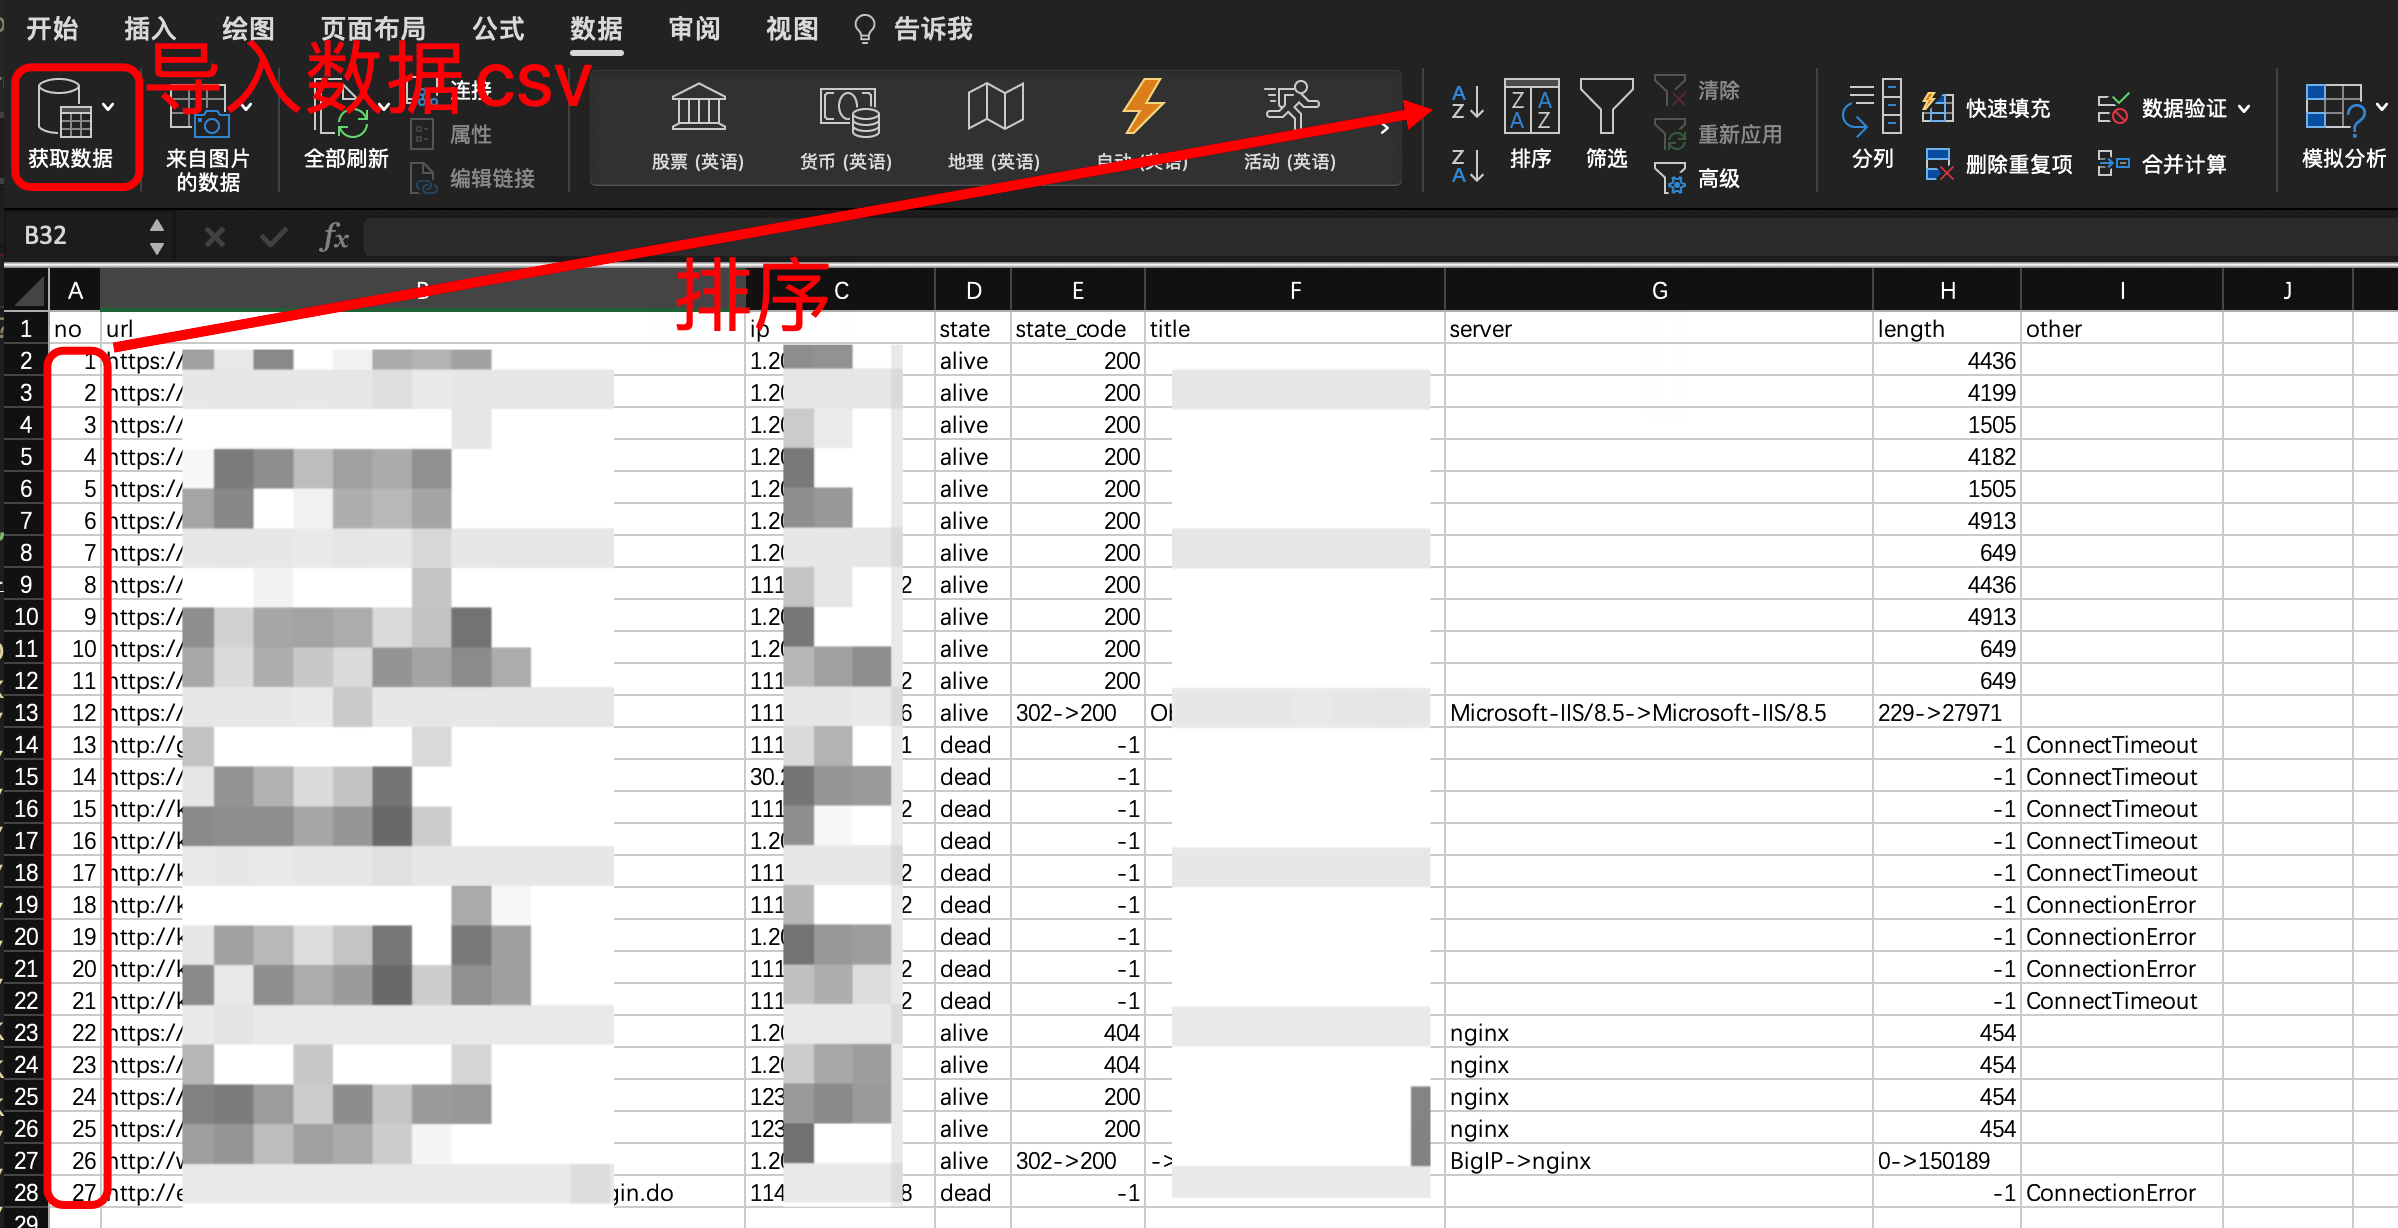 开始 插入 绘图 页面布局 公式 数据 审阅 视图 告诉我
导入数据csv
获取数据
来自图片的数据
全部刷新
连接
属性
编辑链接
股票 (英语) 货币 (英语) 地理 (英语) 自动 (英语) 活动 (英语)
排序
筛选
清除
重新应用
高级
分列
快速填充
删除重复项
数据验证
合并计算
模拟分析
B32 fx
排序
A B C D E F G H I J
1 no url ip state state_code title server length other
2 1 https:// 1.20 alive 200 4436
3 2 https:// 1.20 alive 200 4199
4 3 https:// 1.20 alive 200 1505
5 4 https:// 1.20 alive 200 4182
6 5 https:// 1.20 alive 200 1505
7 6 https:// 1.20 alive 200 4913
8 7 https:// 1.20 alive 200 649
9 8 https:// 111 2 alive 200 4436
10 9 https:// 1.20 alive 200 4913
11 10 https:// 1.20 alive 200 649
12 11 https:// 111 2 alive 200 649
13 12 https:// 111 6 alive 302->200 Microsoft-IIS/8.5->Microsoft-IIS/8.5 229->27971
14 13 http://g 111 1 dead -1 -1 ConnectTimeout
15 14 https:// 30. dead -1 -1 ConnectTimeout
16 15 http://k 111 2 dead -1 -1 ConnectTimeout
17 16 http://k 1.20 dead -1 -1 ConnectTimeout
18 17 http://k 111 2 dead -1 -1 ConnectTimeout
19 18 http://k 111 2 dead -1 -1 ConnectionError
20 19 http://k 1.20 dead -1 -1 ConnectionError
21 20 http://k 111 2 dead -1 -1 ConnectionError
22 21 http://k 111 2 dead -1 -1 ConnectTimeout
23 22 https:// 1.20 alive 404 nginx 454
24 23 https:// 1.20 alive 404 nginx 454
25 24 https:// 123 alive 200 nginx 454
26 25 https:// 123 alive 200 nginx 454
27 26 http:// 1.20 alive 302->200 -> BigIP->nginx 0->150189
28 27 http://e gin.do 114 8 dead -1 -1 ConnectionError
29